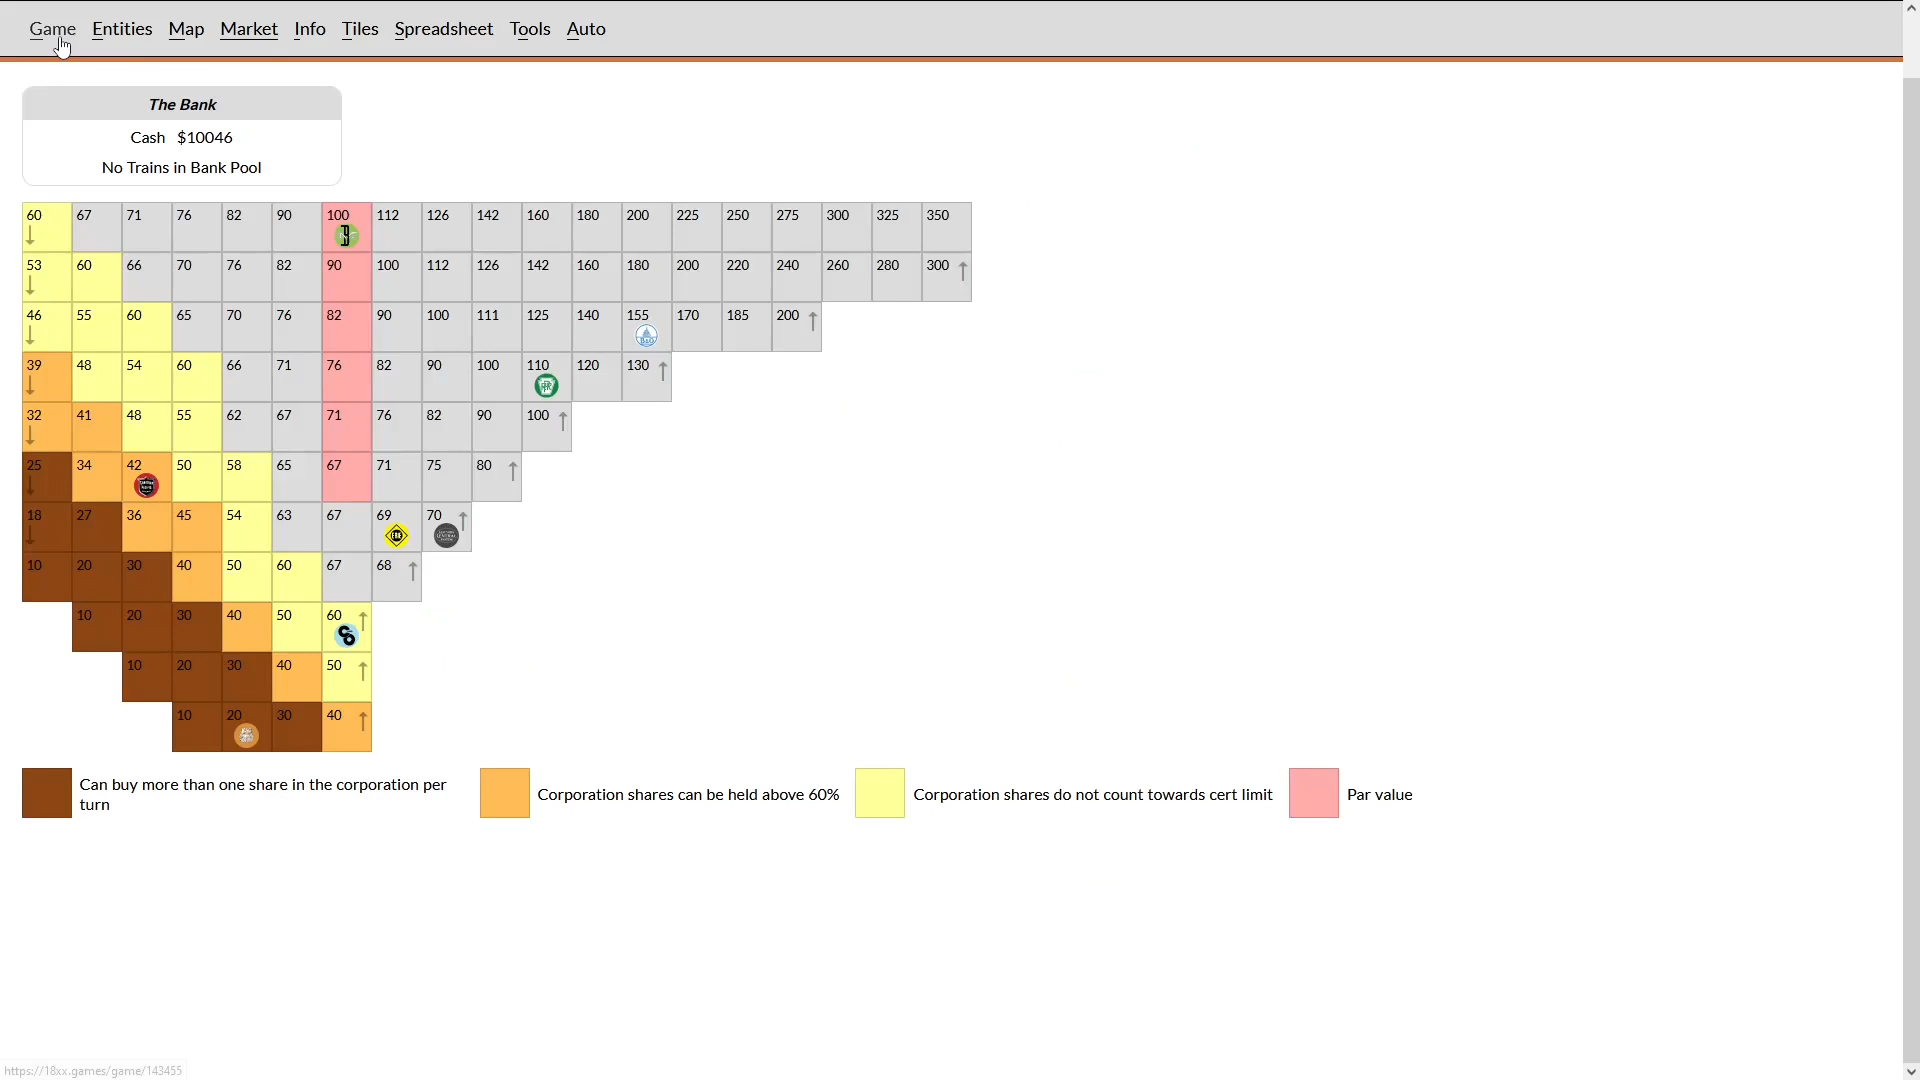 Game Entities Map Market Info Tiles Spreadsheet Tools Auto
The Bank
Cash $10046
No Trains in Bank Pool
60 67 71 76 82 90 100 112 126 142 160 180 200 225 250 275 300 325 350
↓
53 60 66 70 76 82 90 100 112 126 142 160 180 200 220 240 260 280 300 ↑
↓
46 55 60 65 70 76 82 90 100 111 125 140 155 170 185 200 ↑
↓ B&O
39 48 54 60 66 71 76 82 90 100 110 120 130 ↑
↓
32 41 48 55 62 67 71 76 82 90 100 ↑
↓
25 34 42 50 58 65 67 71 75 80 ↑
↓
18 27 36 45 54 63 67 69 70 ↑
↓ ERIE
10 20 30 40 50 60 67 68 ↑
10 20 30 40 50 60 ↑
10 20 30 40 50 ↑
10 20 30 40 ↑
Can buy more than one share in the corporation per
turn
Corporation shares can be held above 60%
Corporation shares do not count towards cert limit
Par value
https://18xx.games/game/143455